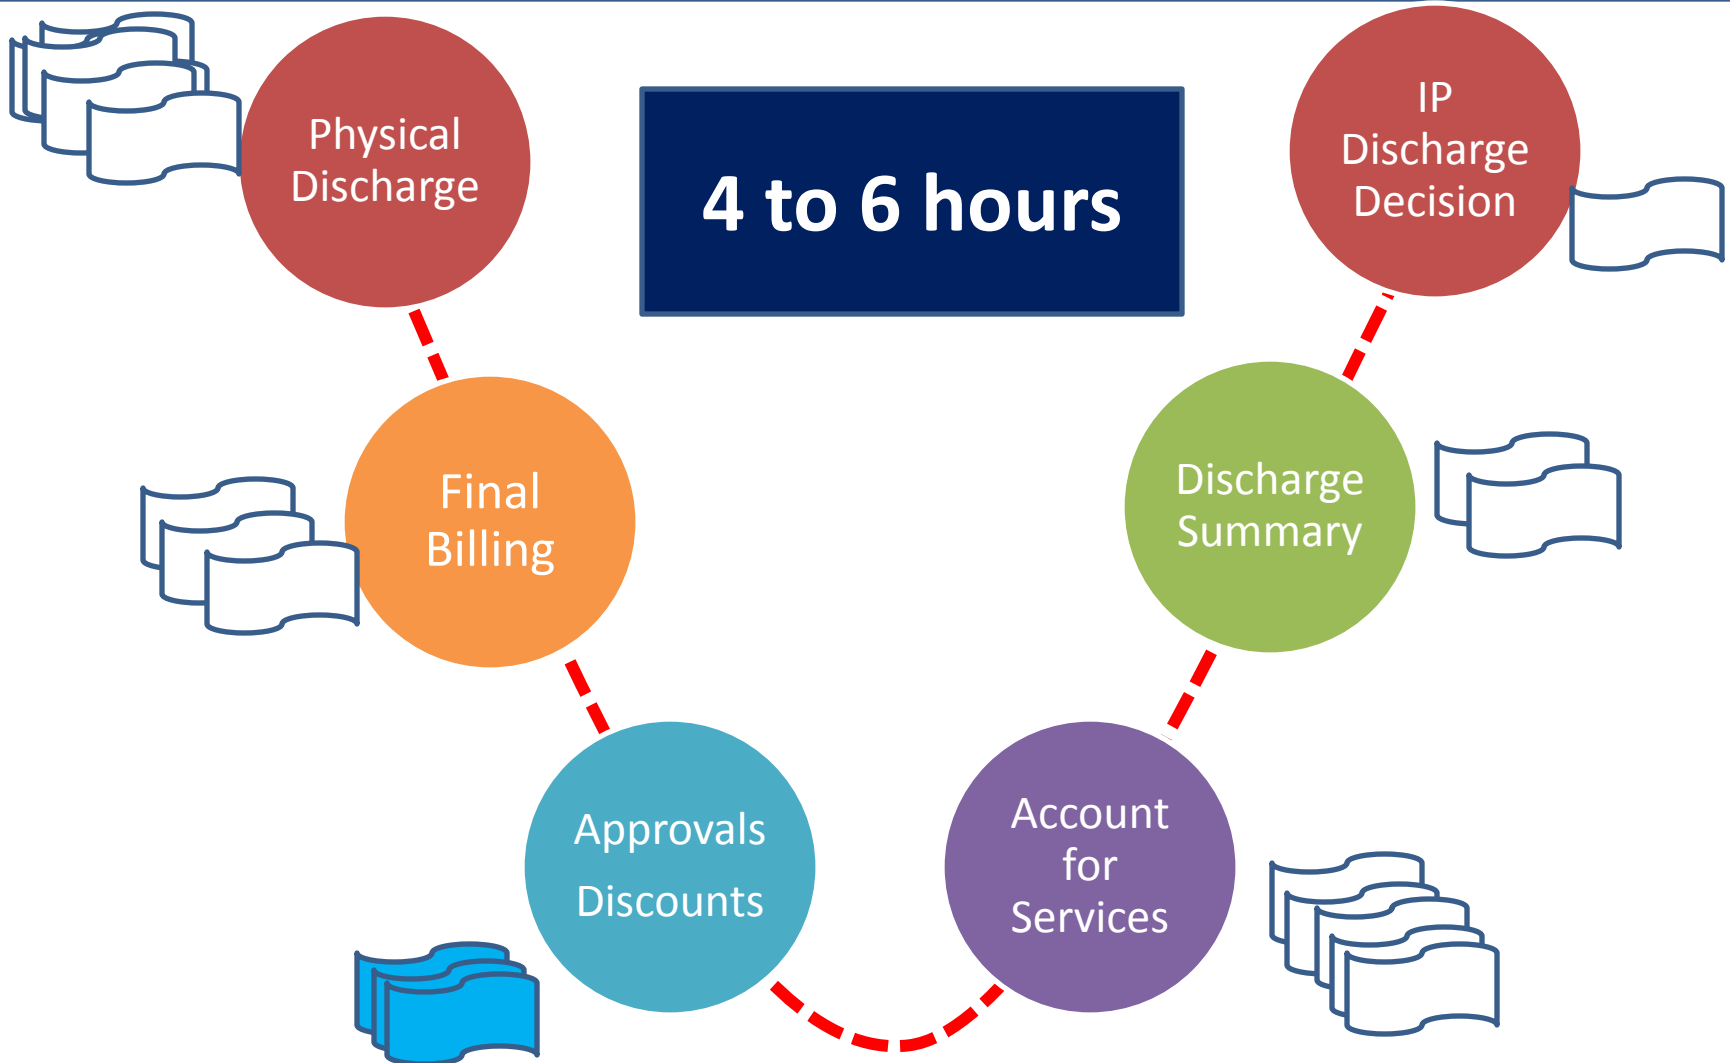 Physical
Discharge
4 to 6 hours
IP
Discharge
Decision
Final
Billing
Discharge
Summary
Approvals
Discounts
Account
for
Services